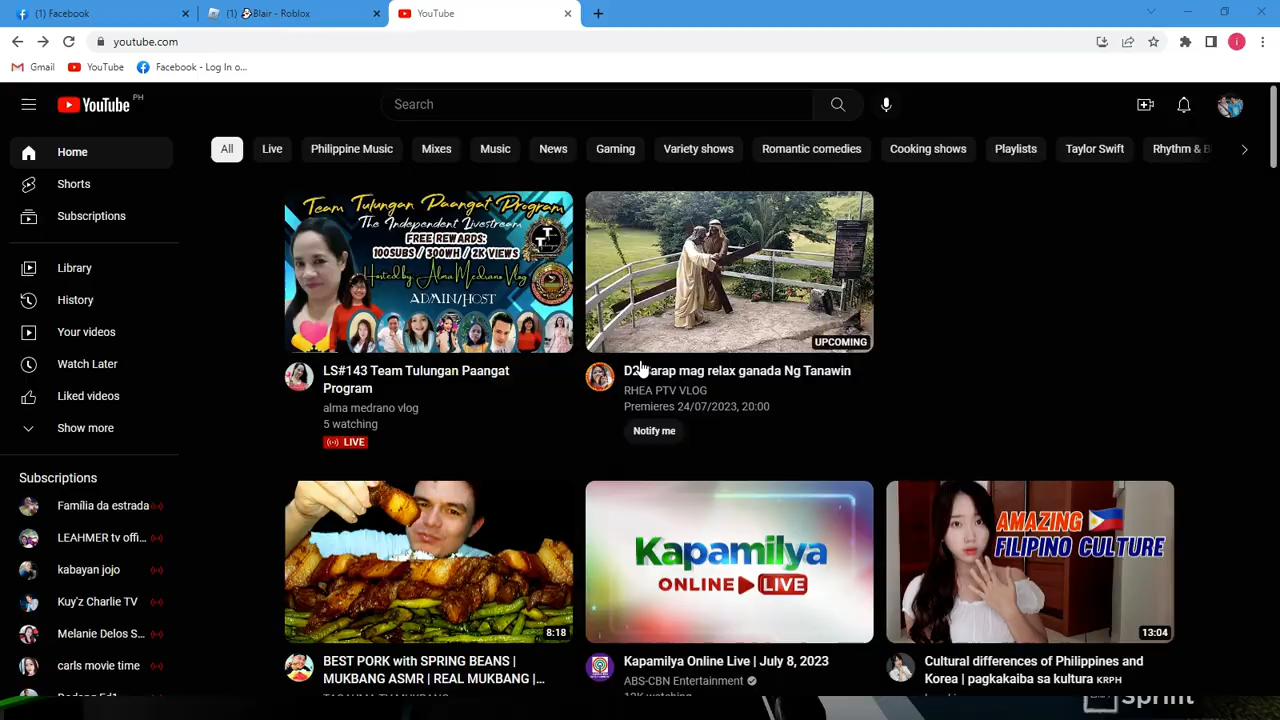 (1) Facebook
(1) Blair - Roblox
YouTube
youtube.com
Gmail
YouTube
Facebook - Log In o...
YouTube PH
Search
Home
Shorts
Subscriptions
Library
History
Your videos
Watch Later
Liked videos
Show more
Subscriptions
Família da estrada
LEAHMER tv offi...
kabayan jojo
Kuy'z Charlie TV
Melanie Delos S...
carls movie time
All
Live
Philippine Music
Mixes
Music
News
Gaming
Variety shows
Romantic comedies
Cooking shows
Playlists
Taylor Swift
Rhythm & B
Team Tulungan Paangat Program
The Independent Livestream
FREE REWARDS:
100SUBS / 300WH / 2K VIEWS
Hosted by Alma Medrano Vlog
ADMIN/HOST
LS#143 Team Tulungan Paangat
Program
alma medrano vlog
5 watching
LIVE
UPCOMING
mag relax ganada Ng Tanawin
RHEA PTV VLOG
Premieres 24/07/2023, 20:00
Notify me
8:18
BEST PORK with SPRING BEANS |
MUKBANG ASMR | REAL MUKBANG |...
Kapamilya
ONLINE LIVE
Kapamilya Online Live | July 8, 2023
ABS-CBN Entertainment
AMAZING
FILIPINO CULTURE
13:04
Cultural differences of Philippines and
Korea | pagkakaiba sa kultura KRPH
Sprint